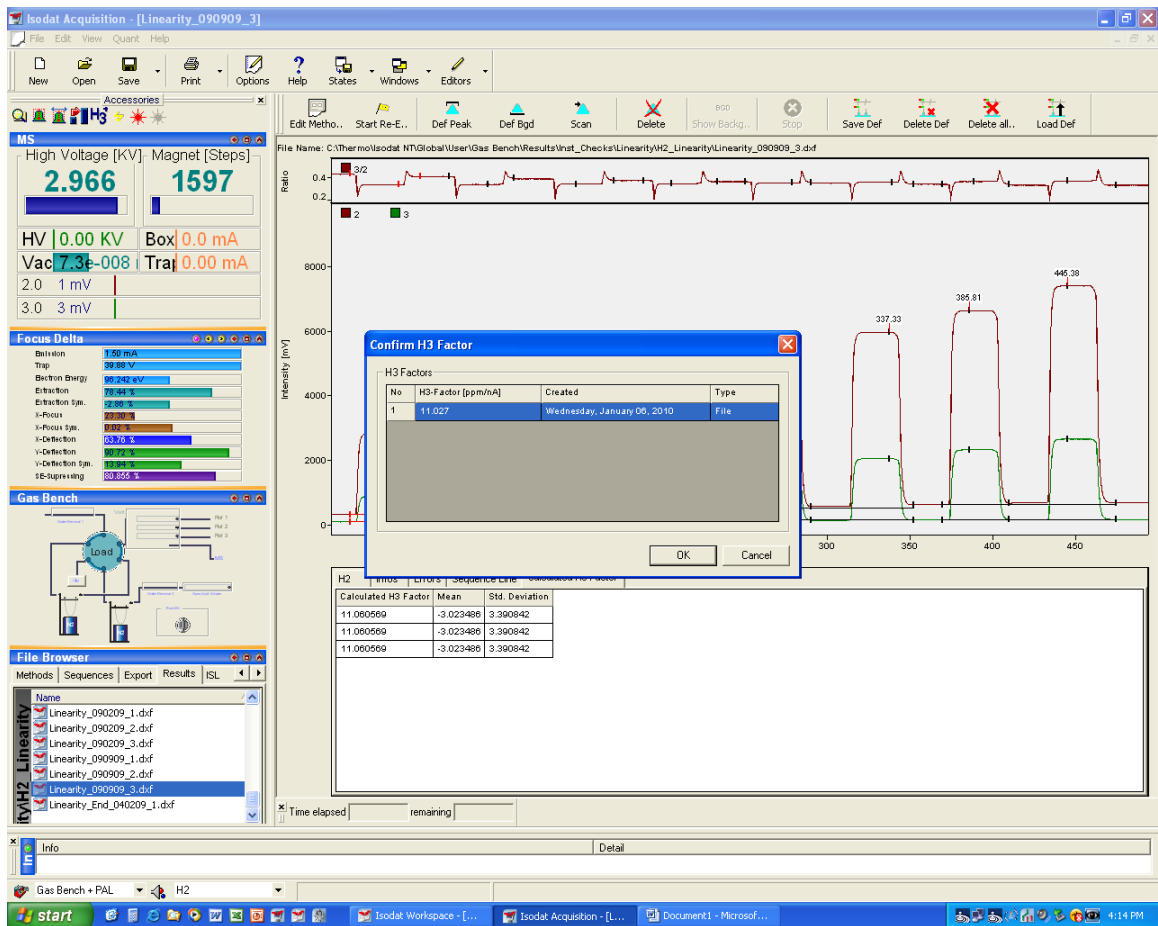 Isodat Acquisition - [Linearity_090909_3]
File Edit View Quant Help
New Open Save Print Options Help States Windows Editors
Accessories
H3
Edit Metho.. Start Re-E.. Def Peak Def Bgd Scan Delete Show Backg.. Stop Save Def Delete Def Delete all.. Load Def
File Name: C:\Thermo\Isodat NT\Global\User\Gas Bench\Results\Inst_Checks\Linearity\H2_Linearity\Linearity_090909_3.dxf
MS
High Voltage [KV] Magnet [Steps]
2.966 1597
HV 0.00 KV Box 0.0 mA
Vac 7.3e-008 Trap 0.00 mA
2.0 1 mV
3.0 3 mV
Focus Delta
Emission 1.50 mA
Trap 39.88 V
Electron Energy 96,242 eV
Extraction 78.44 %
Extraction Sym. -2.86 %
X-Focus 23.30 %
X-Focus Sym. 0.02 %
X-Deflection 63.76 %
Y-Deflection 90.72 %
Y-Deflection Sym. 13.94 %
SE-Supressing 80.855 %
Gas Bench
Load
File Browser
Methods Sequences Export Results ISL
ty\H2_Linearity
Name
Linearity_090209_1.dxf
Linearity_090209_2.dxf
Linearity_090209_3.dxf
Linearity_090909_1.dxf
Linearity_090909_2.dxf
Linearity_090909_3.dxf
Linearity_End_040209_1.dxf
Ratio
0.4
0.2
3/2
2 3
Intensity [mV]
8000
6000
4000
2000
0
337.33
385.81
445.38
300 350 400 450
Confirm H3 Factor
H3 Factors
No H3-Factor [ppm/nA] Created Type
1 11.027 Wednesday, January 06, 2010 File
OK Cancel
H2 Infos Errors Sequence Line Calculated H3 Factor
Calculated H3 Factor Mean Std. Deviation
11.060569 -3.023486 3.390842
11.060569 -3.023486 3.390842
11.060569 -3.023486 3.390842
Time elapsed remaining
Info Detail
Gas Bench + PAL H2
start Isodat Workspace - [... Isodat Acquisition - [L... Document1 - Microsof... 4:14 PM